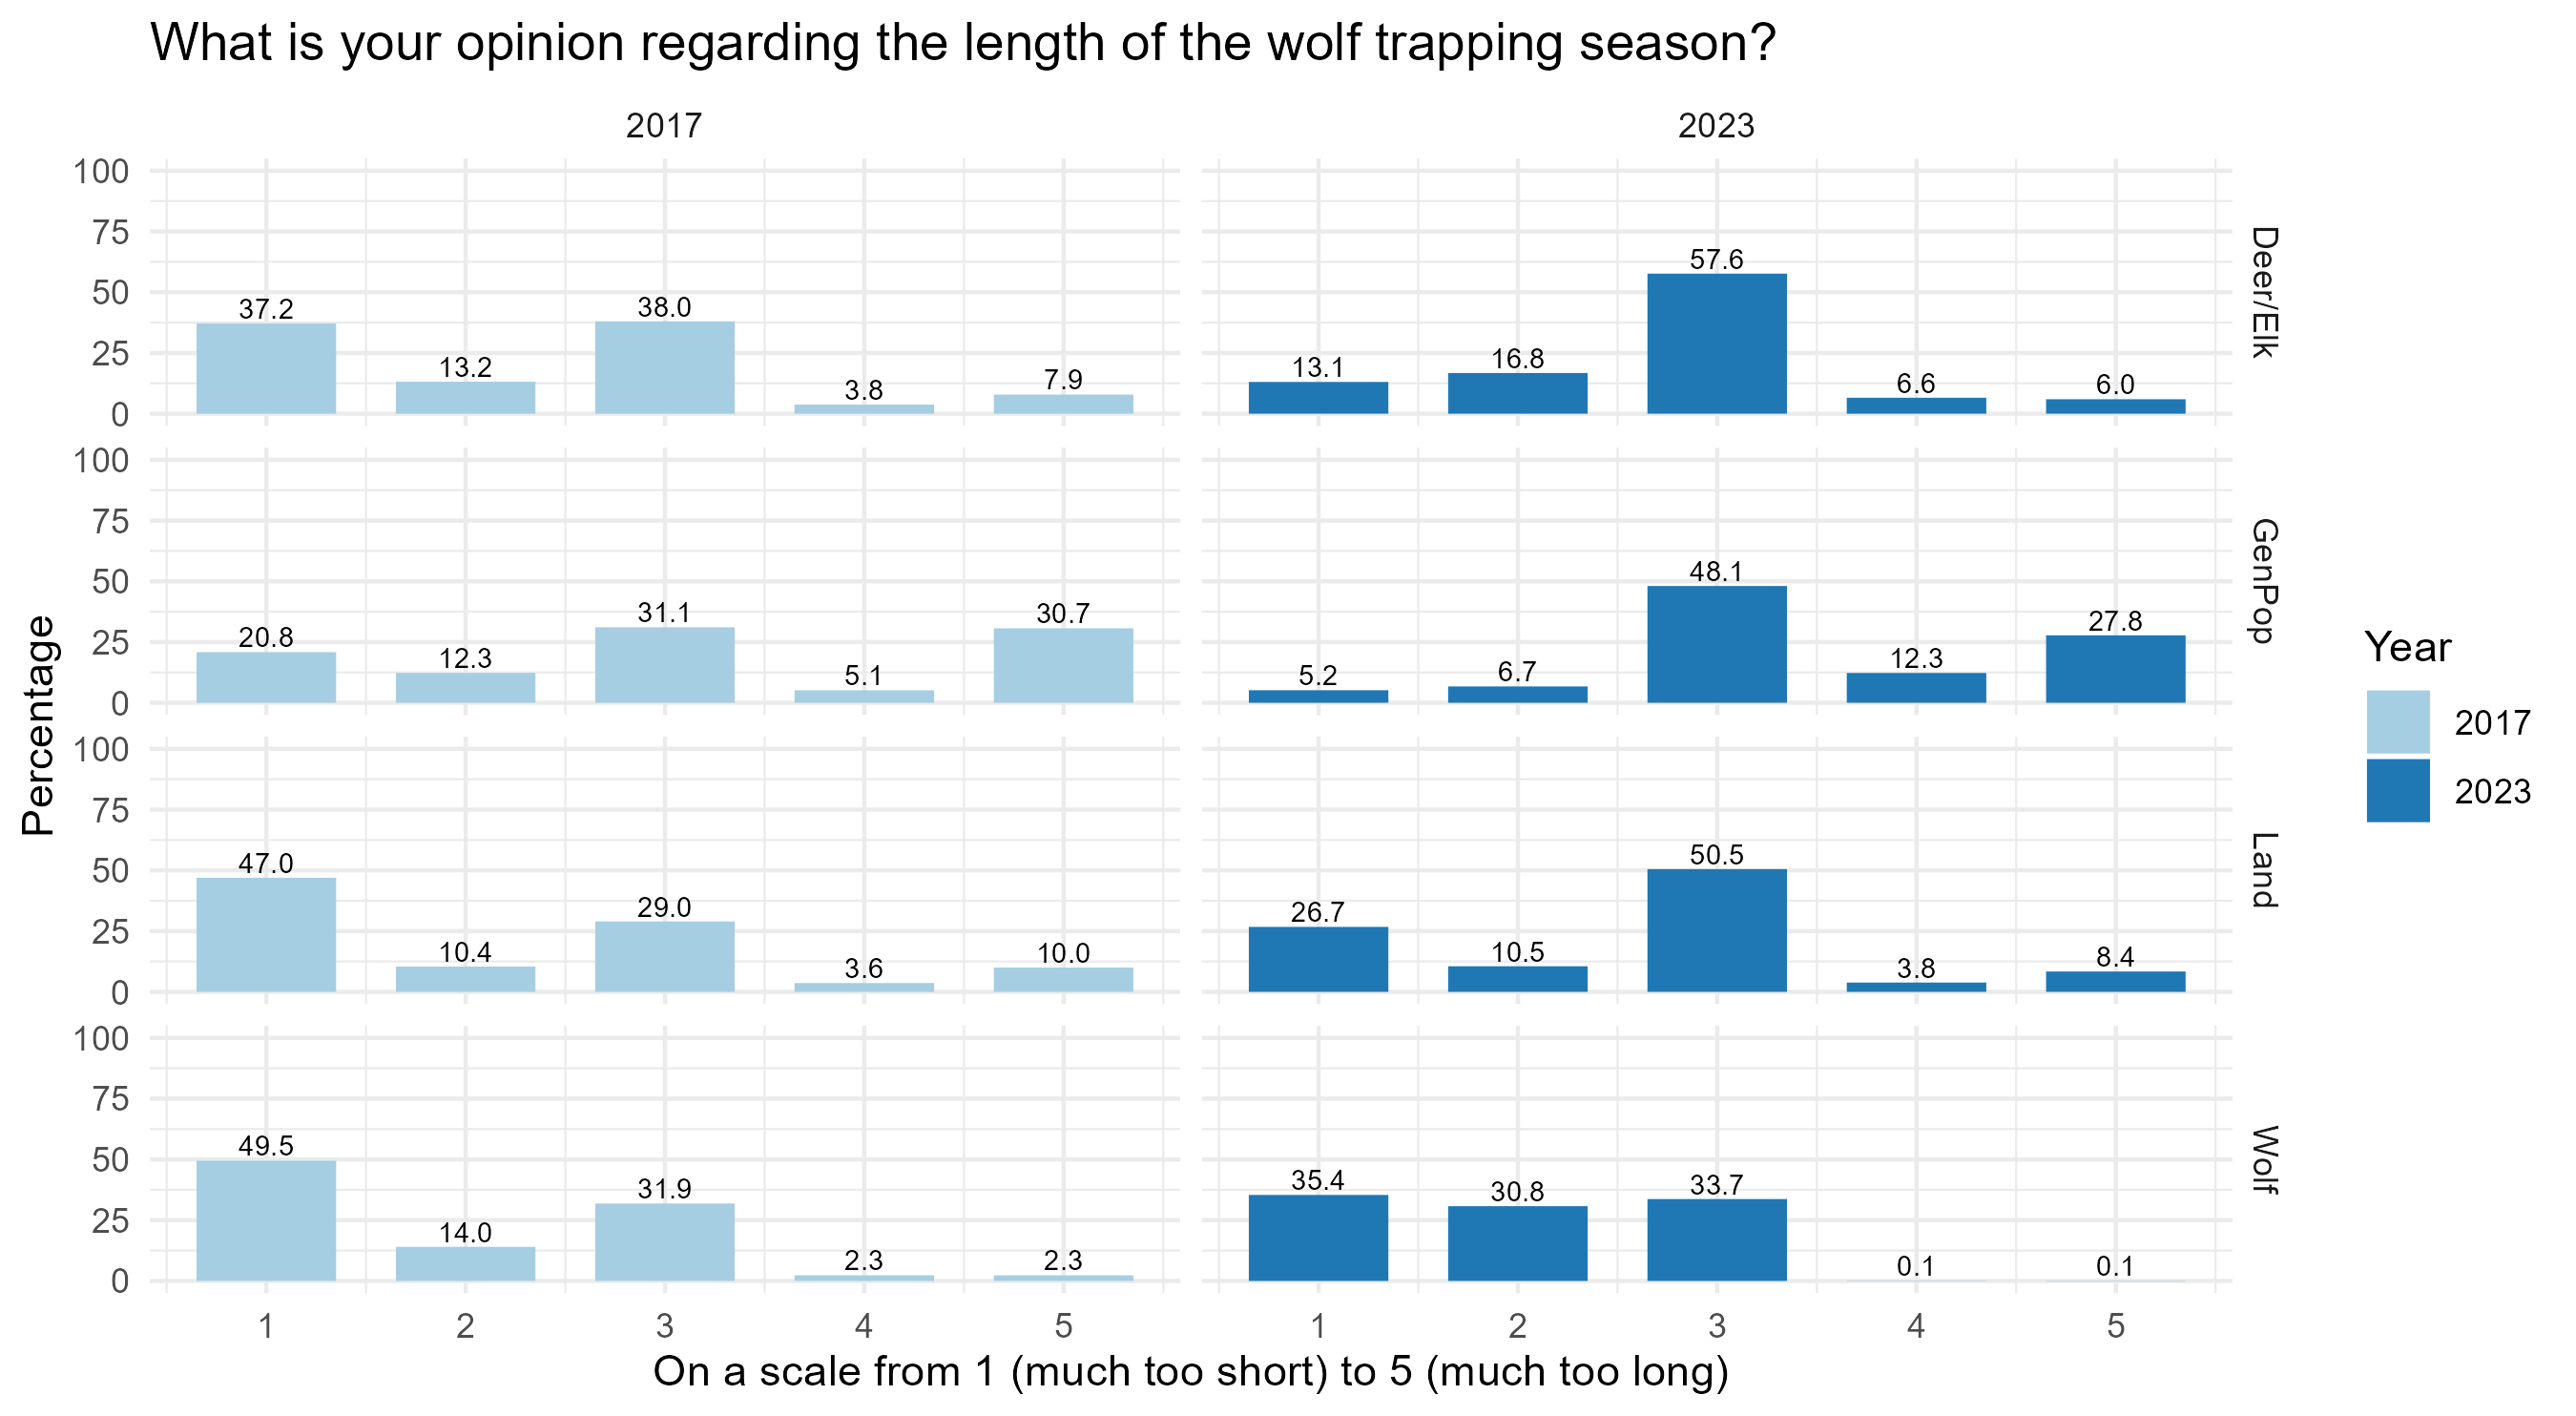 What is your opinion regarding the length of the wolf trapping season?
2017 2023
100
75
50
25
0
37.2 13.2 38.0 3.8 7.9
13.1 16.8 57.6 6.6 6.0
Deer/Elk
100
75
50
25
0
20.8 12.3 31.1 5.1 30.7
5.2 6.7 48.1 12.3 27.8
GenPop
100
75
50
25
0
47.0 10.4 29.0 3.6 10.0
26.7 10.5 50.5 3.8 8.4
Land
100
75
50
25
0
49.5 14.0 31.9 2.3 2.3
35.4 30.8 33.7 0.1 0.1
Wolf
1 2 3 4 5 1 2 3 4 5
On a scale from 1 (much too short) to 5 (much too long)
Percentage
Year
2017
2023